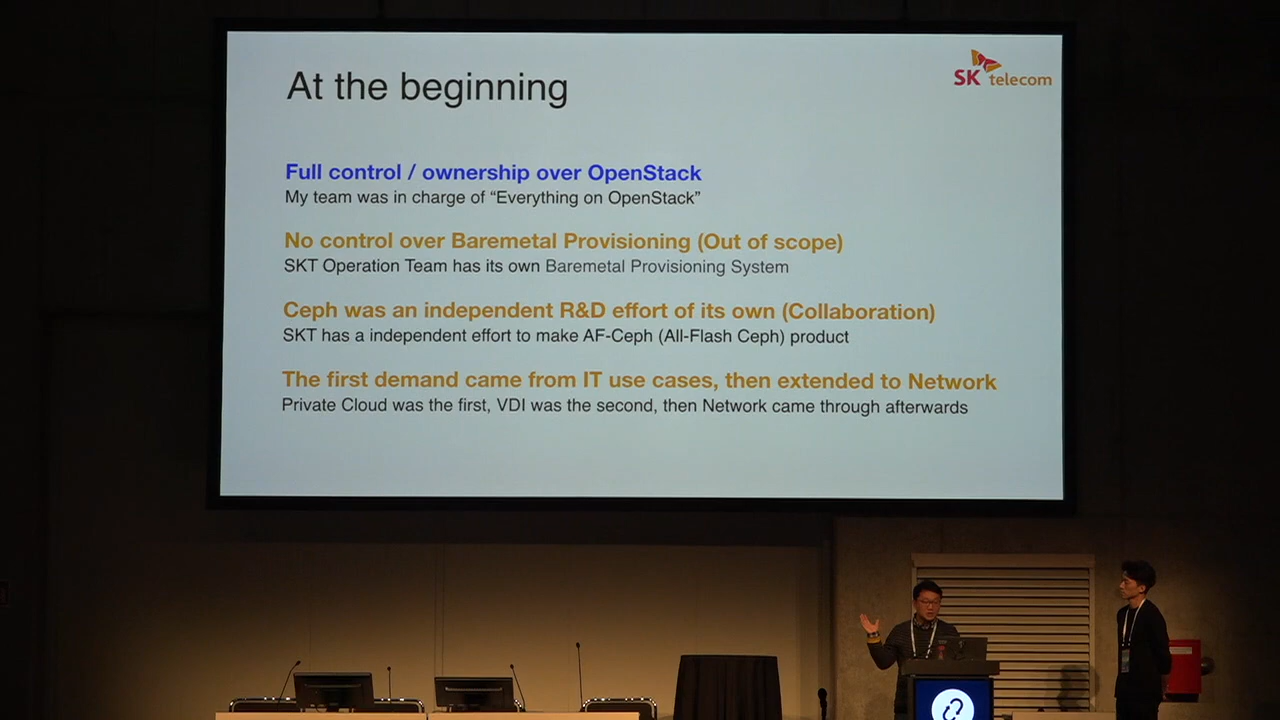 At the beginning
SK telecom
Full control / ownership over OpenStack
My team was in charge of “Everything on OpenStack”
No control over Baremetal Provisioning (Out of scope)
SKT Operation Team has its own Baremetal Provisioning System
Ceph was an independent R&D effort of its own (Collaboration)
SKT has a independent effort to make AF-Ceph (All-Flash Ceph) product
The first demand came from IT use cases, then extended to Network
Private Cloud was the first, VDI was the second, then Network came through afterwards